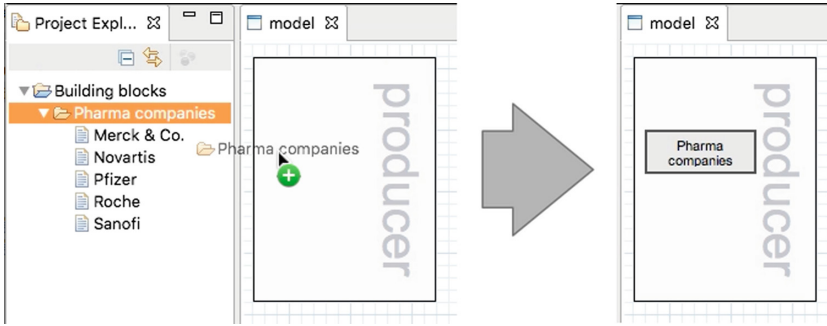 Project Expl...
model
Building blocks
Pharma companies
Merck & Co.
Novartis
Pfizer
Roche
Sanofi
Pharma companies
producer
model
Pharma
companies
producer